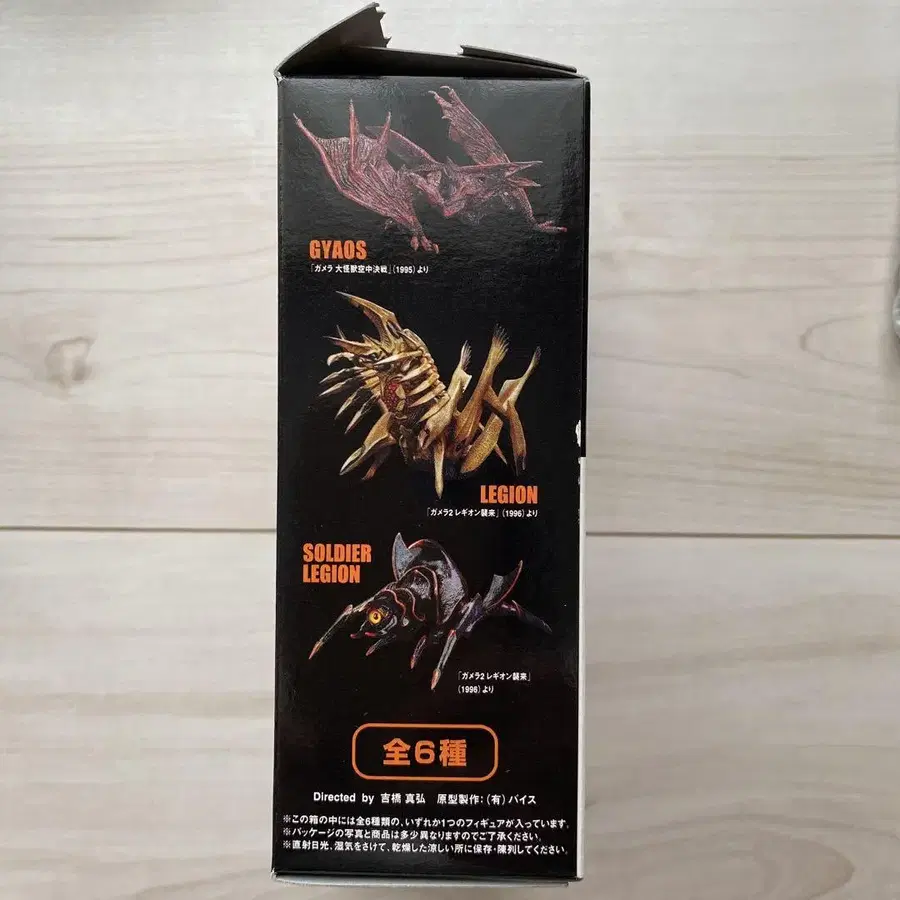 GYAOS
「ガメラ 大怪獣空中決戦」(1995)より
LEGION
「ガメラ2 レギオン襲来」(1996)より
SOLDIER
LEGION
「ガメラ2 レギオン襲来」
(1996)より
全6種
Directed by 吉橋 真弘 原型製作:(有)パイス
※この箱の中には全6種類の、いずれか1つのフィギュアが入っています。
※パッケージの写真と商品は多少異なりますのでご了承ください。
※直射日光、湿気をさけて、乾燥した涼しい所に保存・陳列してください。